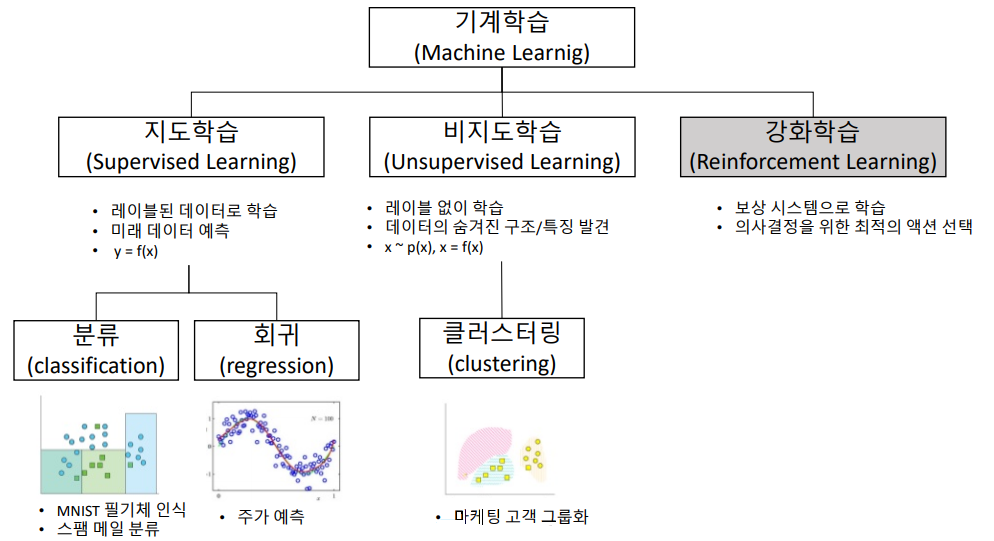 기계학습
(Machine Learnig)
지도학습
(Supervised Learning)
비지도학습
(Unsupervised Learning)
강화학습
(Reinforcement Learning)
• 레이블된 데이터로 학습
• 미래 데이터 예측
• y = f(x)
• 레이블 없이 학습
• 데이터의 숨겨진 구조/특징 발견
• x ~ p(x), x = f(x)
• 보상 시스템으로 학습
• 의사결정을 위한 최적의 액션 선택
분류
(classification)
회귀
(regression)
클러스터링
(clustering)
N = 100
1
0
-1
0
x
1
• MNIST 필기체 인식
• 스팸 메일 분류
• 주가 예측
• 마케팅 고객 그룹화